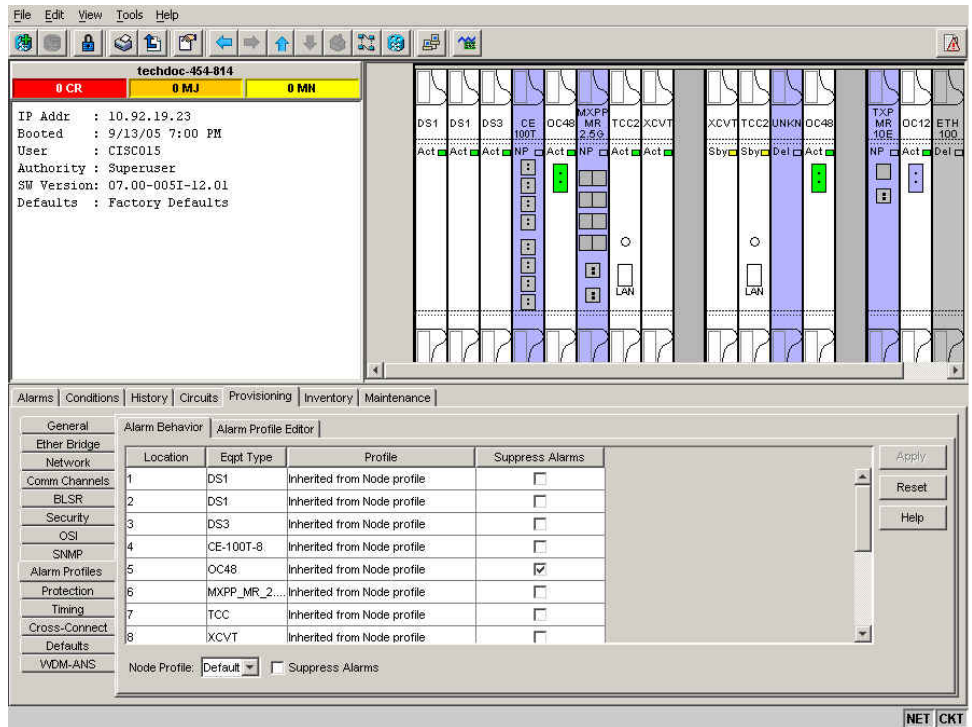 File Edit View Tools Help
techdoc-454-814
0 CR 0 MJ 0 MN
IP Addr : 10.92.19.23
Booted : 9/13/05 7:00 PM
User : CISCO15
Authority : Superuser
SW Version: 07.00-005I-12.01
Defaults : Factory Defaults
DS1 DS1 DS3 CE 100T OC48 MXPP MR 2.5G TCC2 XCVT XCVT TCC2 UNKN OC48 TXP MR 10E OC12 ETH 100
Act Act Act NP Act NP Act Act Sby Sby Del Act NP Act Del
LAN LAN
Alarms Conditions History Circuits Provisioning Inventory Maintenance
General
Ether Bridge
Network
Comm Channels
BLSR
Security
OSI
SNMP
Alarm Profiles
Protection
Timing
Cross-Connect
Defaults
WDM-ANS
Alarm Behavior Alarm Profile Editor
Location Eqpt Type Profile Suppress Alarms
1 DS1 Inherited from Node profile
2 DS1 Inherited from Node profile
3 DS3 Inherited from Node profile
4 CE-100T-8 Inherited from Node profile
5 OC48 Inherited from Node profile
6 MXPP_MR_2.... Inherited from Node profile
7 TCC Inherited from Node profile
8 XCVT Inherited from Node profile
Node Profile: Default Suppress Alarms
Apply
Reset
Help
NET CKT